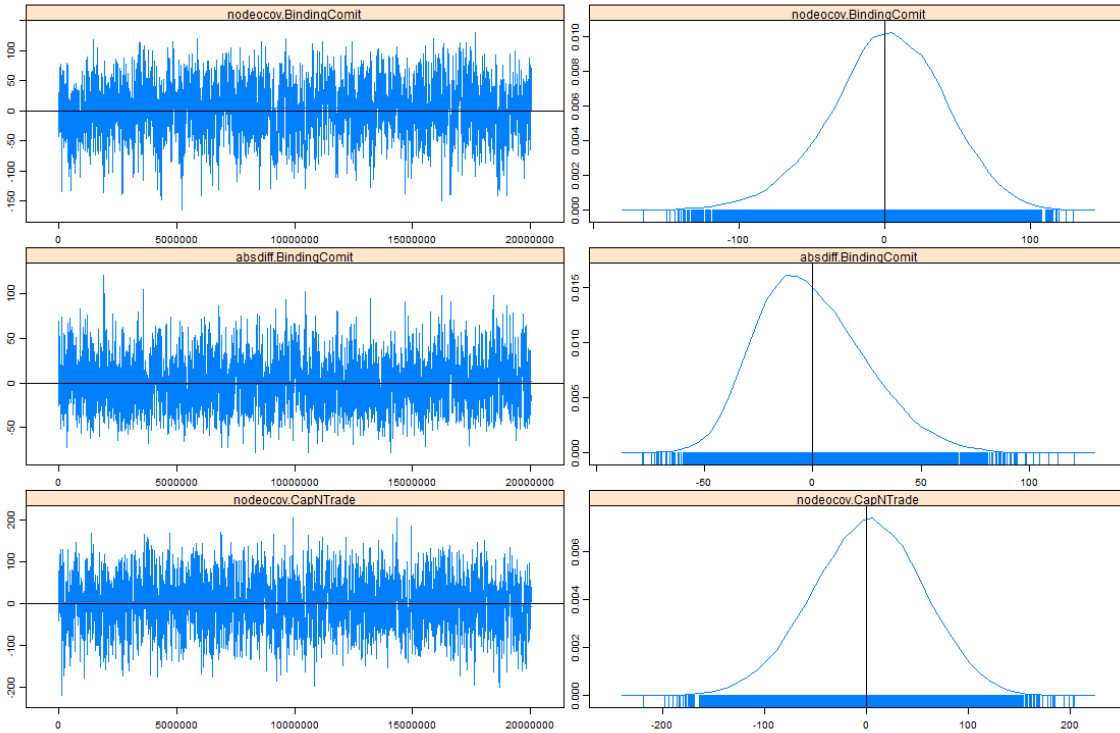 nodeocov.BindingComit
-150 -100 -50 0 50 100
0 5000000 10000000 15000000 20000000
nodeocov.BindingComit
0.000 0.002 0.004 0.006 0.008 0.010
-100 0 100
absdiff.BindingComit
-50 0 50 100
0 5000000 10000000 15000000 20000000
absdiff.BindingComit
0.000 0.005 0.010 0.015
-50 0 50 100
nodeocov.CapNTrade
-200 -100 0 100 200
0 5000000 10000000 15000000 20000000
nodeocov.CapNTrade
0.000 0.002 0.004 0.006
-200 -100 0 100 200